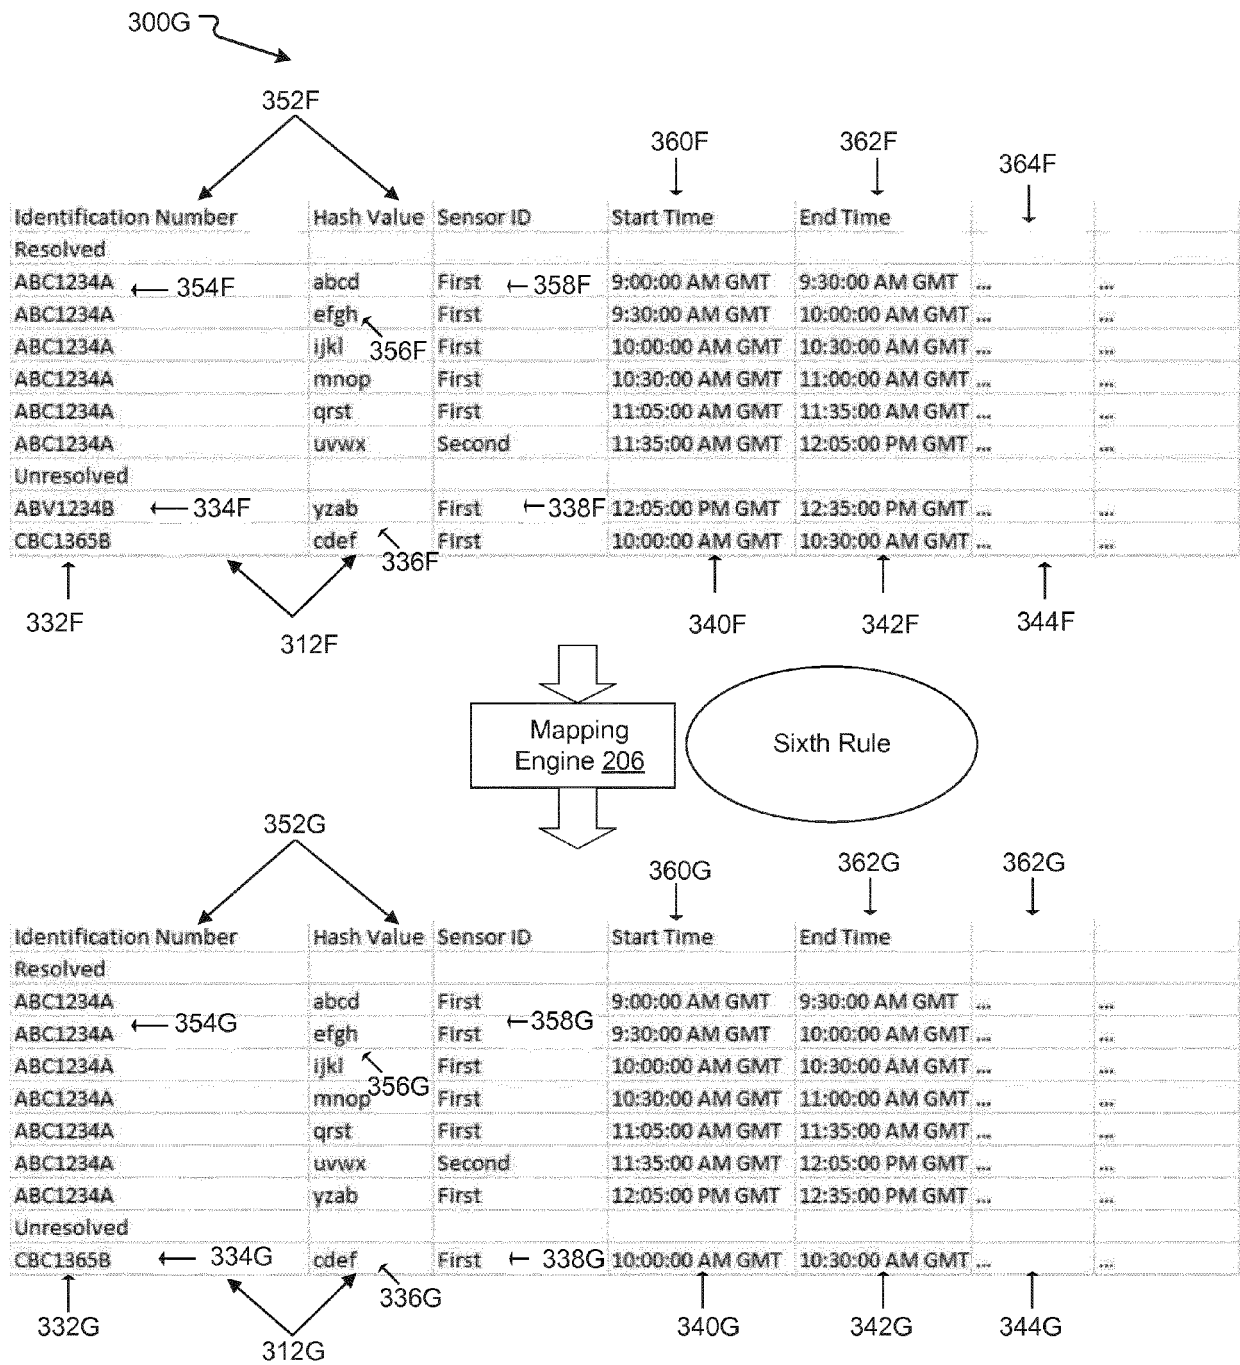 300G
352F
360F 362F 364F
Identification Number Hash Value Sensor ID Start Time End Time
Resolved
ABC1234A 354F abcd First 358F 9:00:00 AM GMT 9:30:00 AM GMT ... ...
ABC1234A efgh First 9:30:00 AM GMT 10:00:00 AM GMT ... ...
356F
ABC1234A ijkl First 10:00:00 AM GMT 10:30:00 AM GMT ... ...
ABC1234A mnop First 10:30:00 AM GMT 11:00:00 AM GMT ... ...
ABC1234A qrst First 11:05:00 AM GMT 11:35:00 AM GMT ... ...
ABC1234A uvwx Second 11:35:00 AM GMT 12:05:00 PM GMT ... ...
Unresolved
ABV1234B 334F yzab First 338F 12:05:00 PM GMT 12:35:00 PM GMT ... ...
CBC1365B cdef First 10:00:00 AM GMT 10:30:00 AM GMT ... ...
336F
332F 312F 340F 342F 344F
Mapping
Engine 206
Sixth Rule
352G
360G 362G 362G
Identification Number Hash Value Sensor ID Start Time End Time
Resolved
ABC1234A abcd First 9:00:00 AM GMT 9:30:00 AM GMT ... ...
354G 358G
ABC1234A efgh First 9:30:00 AM GMT 10:00:00 AM GMT ... ...
ABC1234A ijkl First 10:00:00 AM GMT 10:30:00 AM GMT ... ...
356G
ABC1234A mnop First 10:30:00 AM GMT 11:00:00 AM GMT ... ...
ABC1234A qrst First 11:05:00 AM GMT 11:35:00 AM GMT ... ...
ABC1234A uvwx Second 11:35:00 AM GMT 12:05:00 PM GMT ... ...
ABC1234A yzab First 12:05:00 PM GMT 12:35:00 PM GMT ... ...
Unresolved
CBC1365B 334G cdef First 338G 10:00:00 AM GMT 10:30:00 AM GMT ... ...
336G
332G 312G 340G 342G 344G